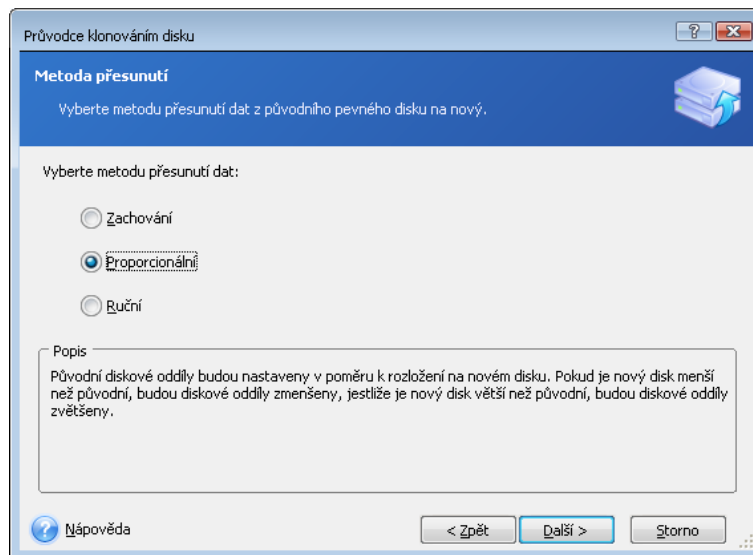 Průvodce klonováním disku
Metoda přesunutí
Vyberte metodu přesunutí dat z původního pevného disku na nový.
Vyberte metodu přesunutí dat:
Zachování
Proporcionální
Ruční
Popis
Původní diskové oddíly budou nastaveny v poměru k rozložení na novém disku. Pokud je nový disk menší
než původní, budou diskové oddíly zmenšeny, jestliže je nový disk větší než původní, budou diskové oddíly
zvětšeny.
Nápověda
< Zpět
Další >
Storno